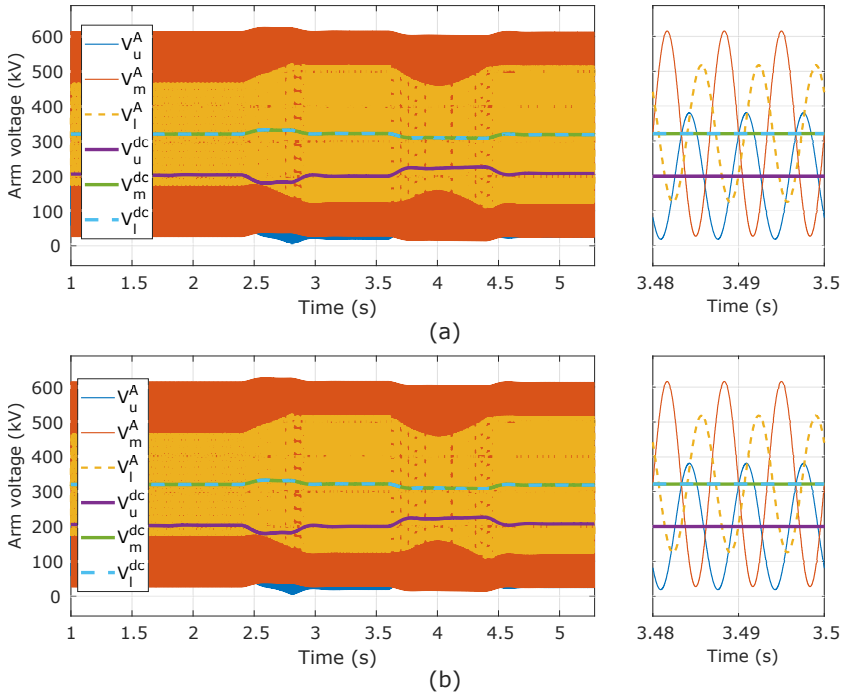 Arm voltage (kV)
600
500
400
300
200
100
0
V_u^A
V_m^A
V_l^A
V_u^dc
V_m^dc
V_l^dc
1 1.5 2 2.5 3 3.5 4 4.5 5
Time (s)
3.48 3.49 3.5
Time (s)
(a)
Arm voltage (kV)
600
500
400
300
200
100
0
V_u^A
V_m^A
V_l^A
V_u^dc
V_m^dc
V_l^dc
1 1.5 2 2.5 3 3.5 4 4.5 5
Time (s)
3.48 3.49 3.5
Time (s)
(b)